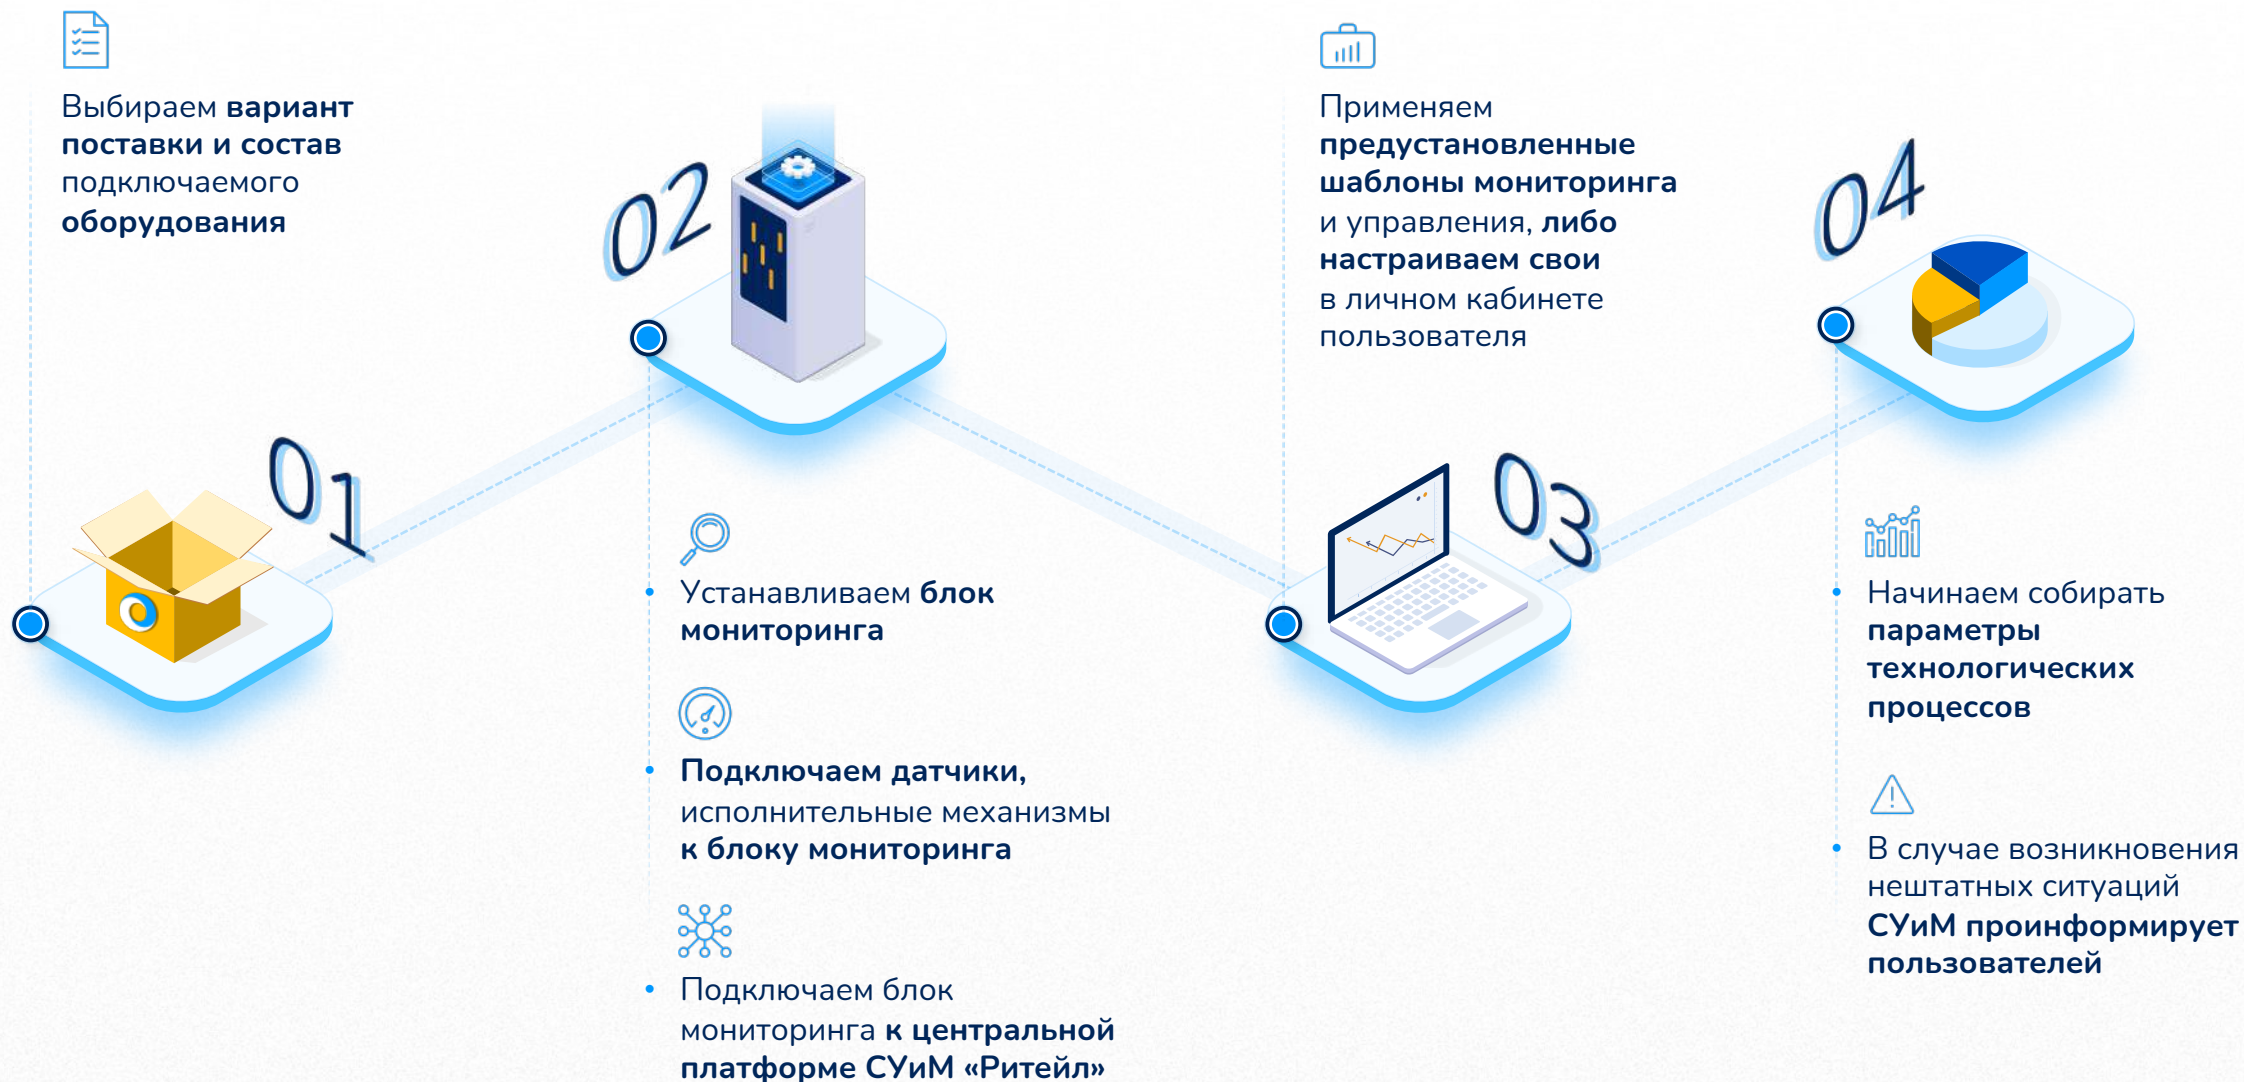 Выбираем вариант
поставки и состав
подключаемого
оборудования
01
02
Устанавливаем блок
мониторинга
Подключаем датчики,
исполнительные механизмы
к блоку мониторинга
Подключаем блок
мониторинга к центральной
платформе СУиМ «Ритейл»
Применяем
предустановленные
шаблоны мониторинга
и управления, либо
настраиваем свои
в личном кабинете
пользователя
03
04
Начинаем собирать
параметры
технологических
процессов
В случае возникновения
нештатных ситуаций
СУиМ проинформирует
пользователей